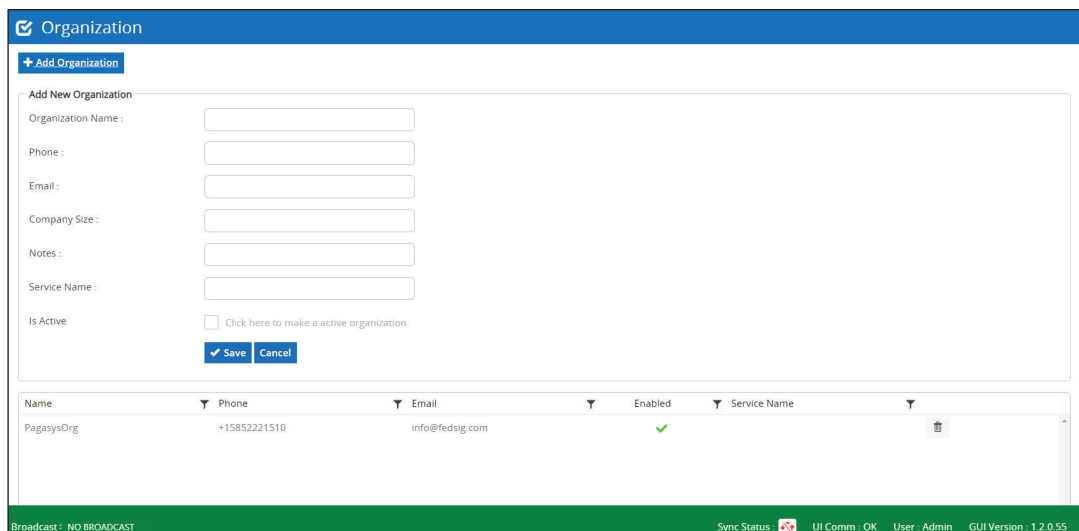 Organization
Add Organization
Add New Organization
Organization Name :
Phone :
Email :
Company Size :
Notes :
Service Name :
Is Active Click here to make a active organization.
Save Cancel
Name Phone Email Enabled Service Name
PagasysOrg +15852221510 info@fedsig.com
Broadcast : NO BROADCAST Sync Status : UI Comm : OK User : Admin GUI Version : 1.2.0.55